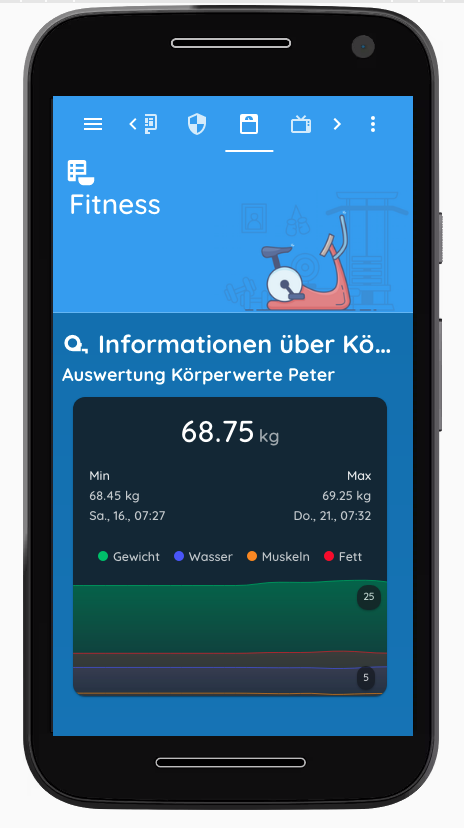 Fitness
Informationen über Kö...
Auswertung Körperwerte Peter
68.75 kg
Min Max
68.45 kg 69.25 kg
Sa., 16., 07:27 Do., 21., 07:32
Gewicht Wasser Muskeln Fett
25
5